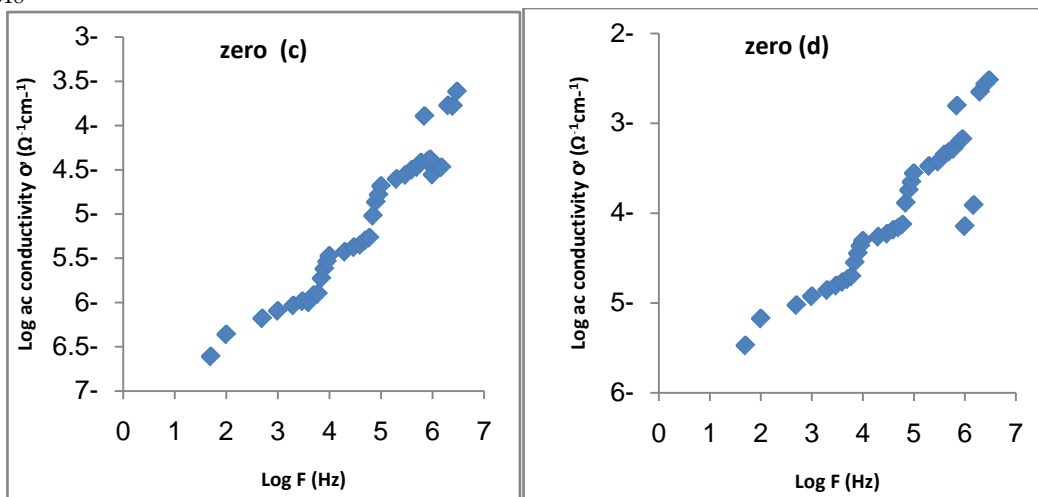 zero (c)
3-
3.5-
4-
4.5-
5-
5.5-
6-
6.5-
7-
Log ac conductivity σ' (Ω⁻¹cm-¹)
0 1 2 3 4 5 6 7
Log F (Hz)
zero (d)
2-
3-
4-
5-
6-
Log ac conductivity σ' (Ω⁻¹cm-¹)
0 1 2 3 4 5 6 7
Log F (Hz)